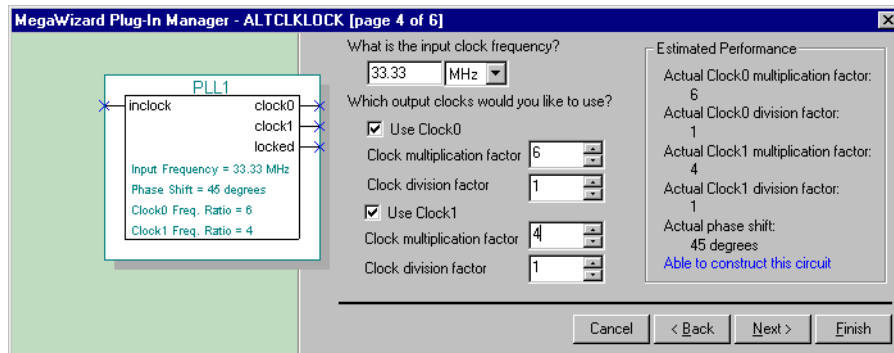 MegaWizard Plug-In Manager - ALTCLKLOCK [page 4 of 6]
PLL1
inclock
clock0
clock1
locked
Input Frequency = 33.33 MHz
Phase Shift = 45 degrees
Clock0 Freq. Ratio = 6
Clock1 Freq. Ratio = 4
What is the input clock frequency?
33.33 MHz
Which output clocks would you like to use?
Use Clock0
Clock multiplication factor 6
Clock division factor 1
Use Clock1
Clock multiplication factor 4
Clock division factor 1
Estimated Performance
Actual Clock0 multiplication factor:
6
Actual Clock0 division factor:
1
Actual Clock1 multiplication factor:
4
Actual Clock1 division factor:
1
Actual phase shift:
45 degrees
Able to construct this circuit
Cancel < Back Next > Finish